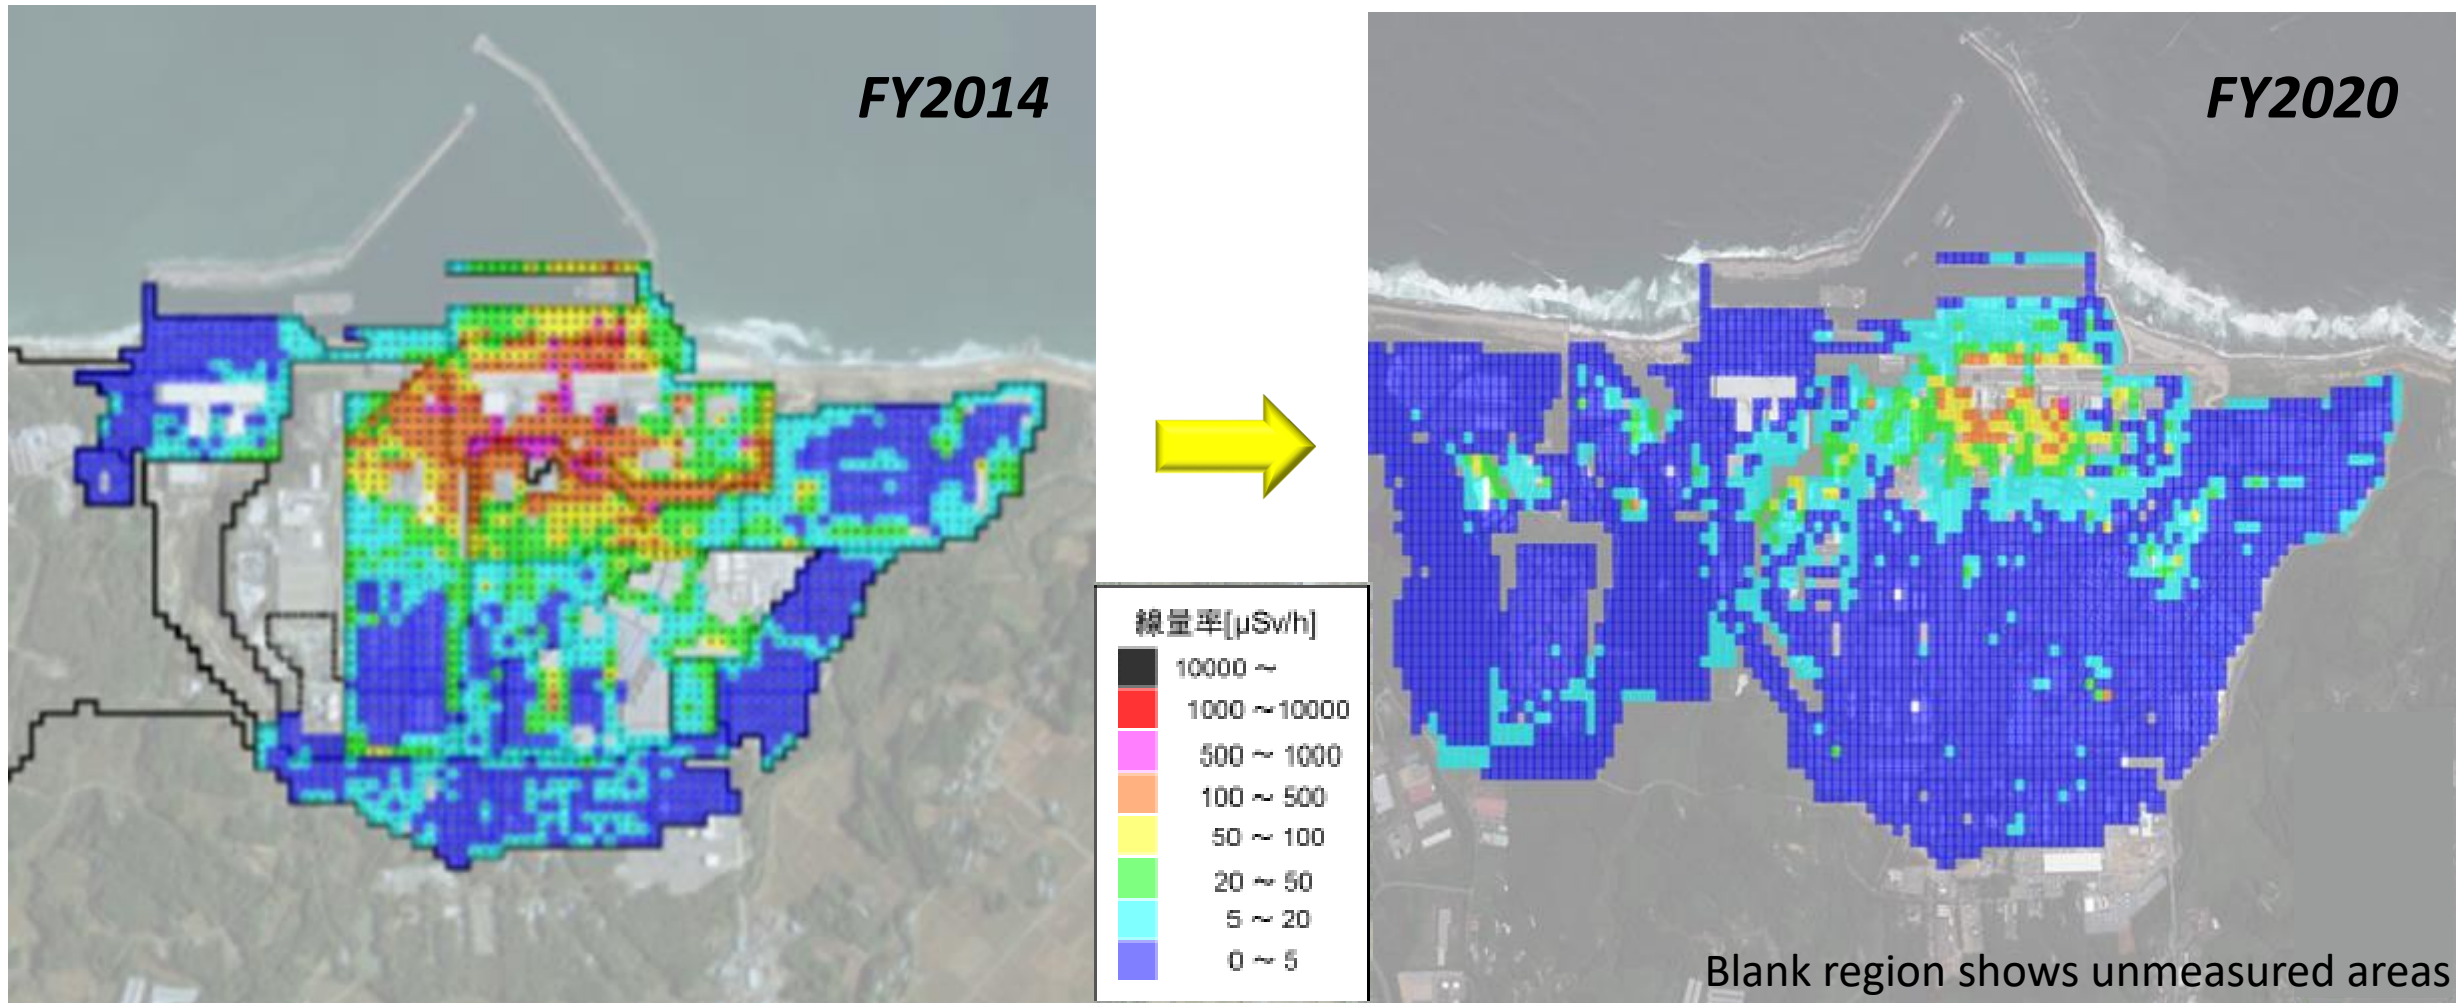 FY2014
FY2020
線量率[μSv/h]
10000 ~
1000 ~10000
500 ~ 1000
100 ~ 500
50 ~ 100
20 ~ 50
5 ~ 20
0 ~ 5
Blank region shows unmeasured areas